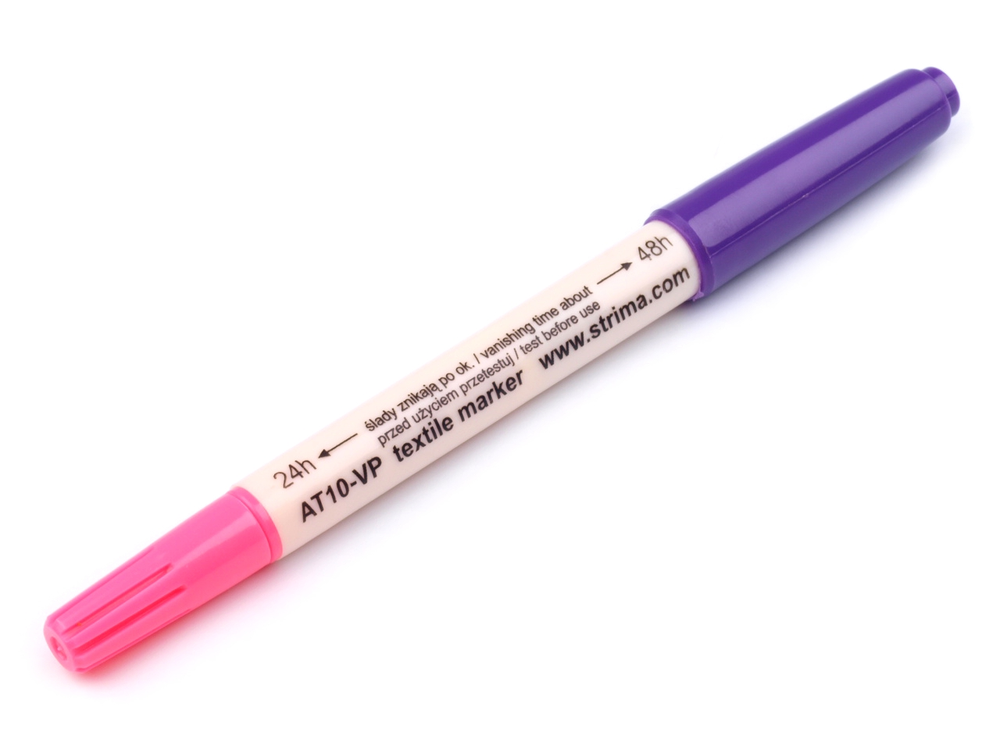 24h ← ślady znikają po ok. / vanishing time about → 48h
przed użyciem przetestuj / test before use
AT10-VP textile marker www.strima.com